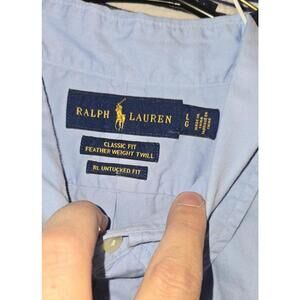 RALPH LAUREN
L
G
CLASSIC FIT
FEATHER WEIGHT TWILL
RL UNTUCKED FIT